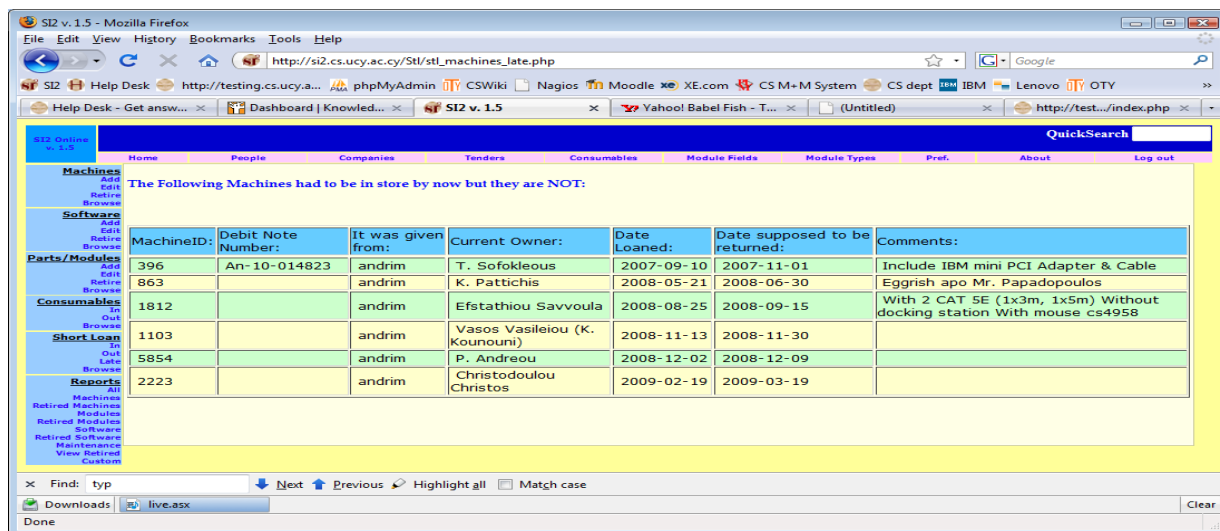 SI2 v. 1.5 - Mozilla Firefox
File Edit View History Bookmarks Tools Help
http://si2.cs.ucy.ac.cy/Stl/stl_machines_late.php
G Google
SI2 Help Desk http://testing.cs.ucy.a... phpMyAdmin CSWiki Nagios Moodle XE.com CS M+M System CS dept IBM Lenovo OTY »
Help Desk - Get answ... Dashboard | Knowled... SI2 v. 1.5 Yahoo! Babel Fish - T... (Untitled) http://test.../index.php
SI2 Online
v. 1.5
QuickSearch
Home People Companies Tenders Consumables Module Fields Module Types Pref. About Log out
Machines
Add
Edit
Retire
Browse
Software
Add
Edit
Retire
Browse
Parts/Modules
Add
Edit
Retire
Browse
Consumables
In
Out
Browse
Short Loan
In
Out
Late
Browse
Reports
All
Machines
Retired Machines
Modules
Retired Modules
Software
Retired Software
Maintenance
View Retired
Custom
The Following Machines had to be in store by now but they are NOT:
MachineID: Debit Note Number: It was given from: Current Owner: Date Loaned: Date supposed to be returned: Comments:
396 An-10-014823 andrim T. Sofokleous 2007-09-10 2007-11-01 Include IBM mini PCI Adapter & Cable
863 andrim K. Pattichis 2008-05-21 2008-06-30 Eggrish apo Mr. Papadopoulos
1812 andrim Efstathiou Savvoula 2008-08-25 2008-09-15 With 2 CAT 5E (1x3m, 1x5m) Without docking station With mouse cs4958
1103 andrim Vasos Vasileiou (K. Kounouni) 2008-11-13 2008-11-30
5854 andrim P. Andreou 2008-12-02 2008-12-09
2223 andrim Christodoulou Christos 2009-02-19 2009-03-19
Find: typ Next Previous Highlight all Match case
Downloads live.asx Clear
Done